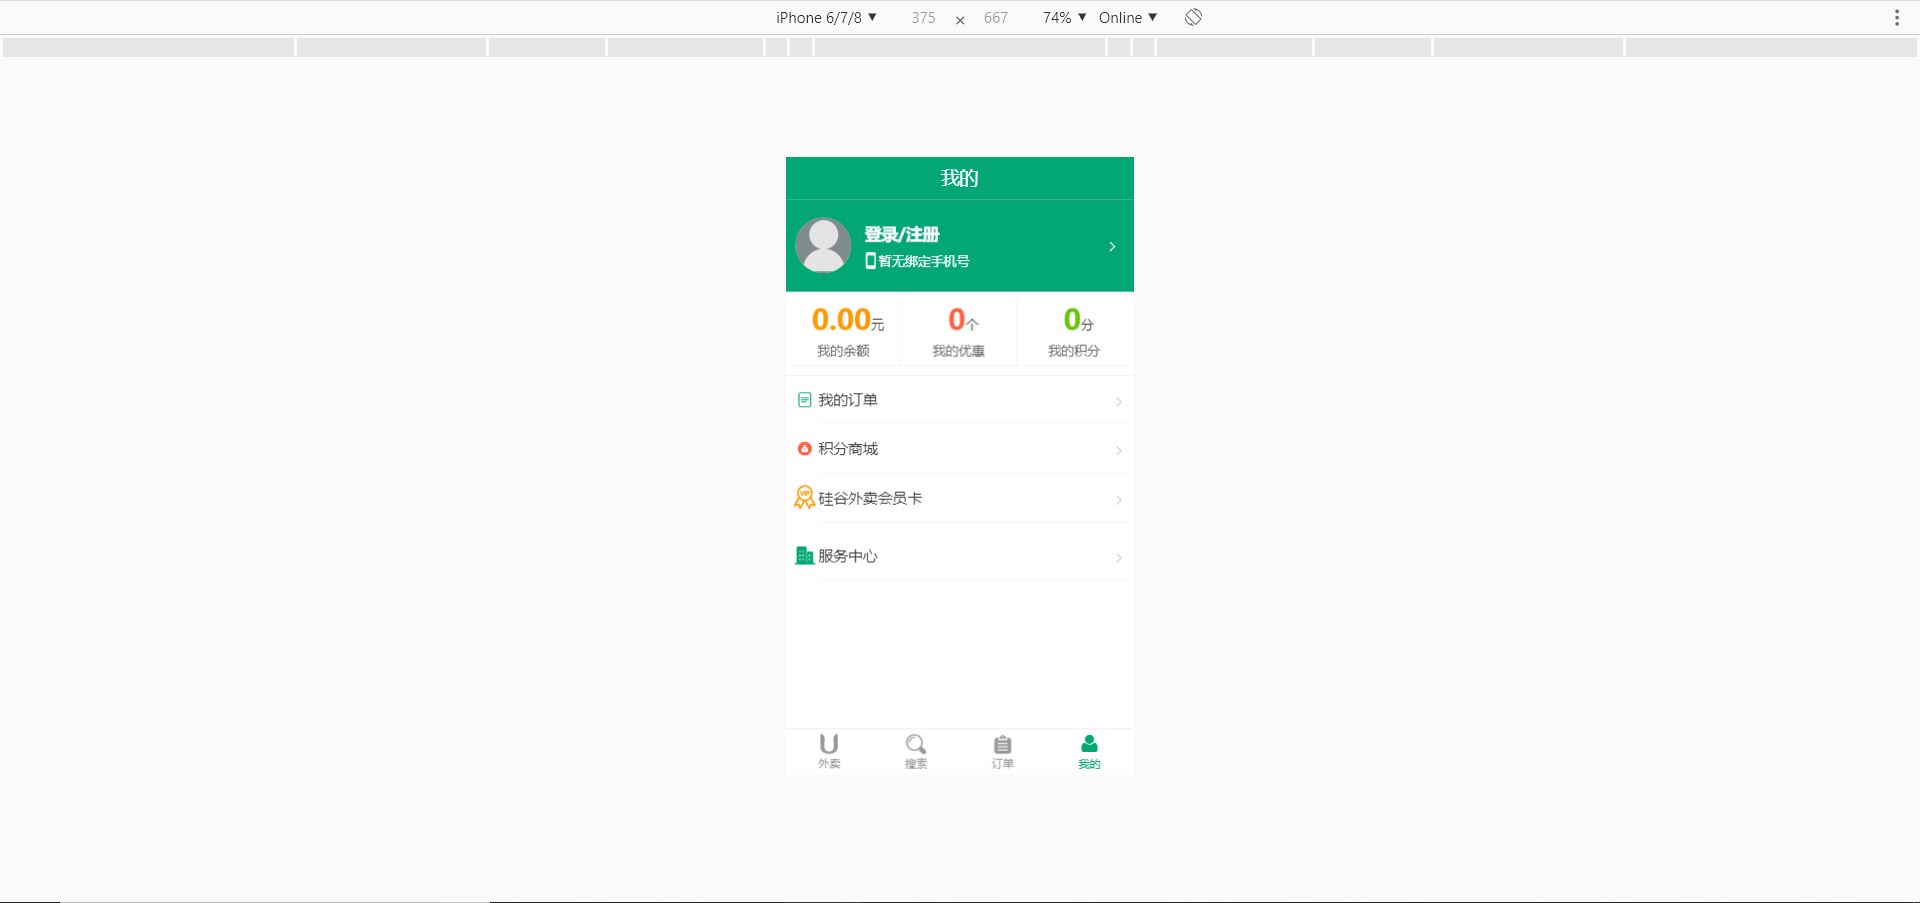 iPhone 6/7/8 ▼ 375 × 667 74% ▼ Online ▼
我的
登录/注册
暂无绑定手机号
0.00元 0个 0分
我的余额 我的优惠 我的积分
我的订单
积分商城
VIP
硅谷外卖会员卡
服务中心
外卖 搜索 订单 我的